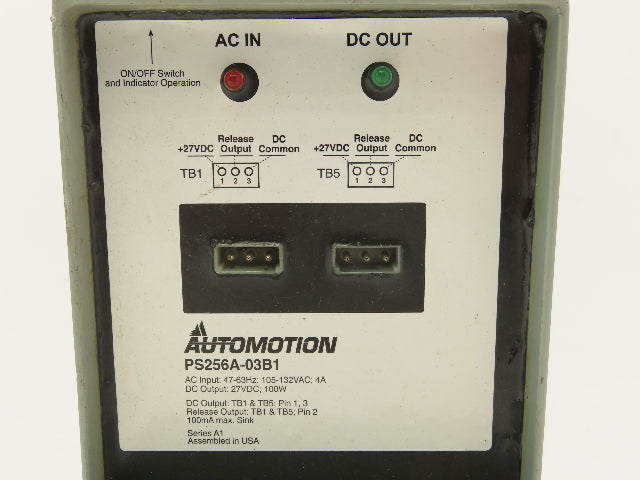 AC IN
DC OUT
ON/OFF Switch
and Indicator Operation
Release
+27VDC Output
DC
Common
TB1
1 2 3
Release
+27VDC Output
DC
Common
TB5
1 2 3
AUTOMOTION
PS256A-03B1
AC Input: 47-63Hz; 105-132VAC; 4A
DC Output: 27VDC; 100W
DC Output: TB1 & TB5; Pin 1, 3
Release Output: TB1 & TB5; Pin 2
100mA max. Sink
Series A1
Assembled in USA